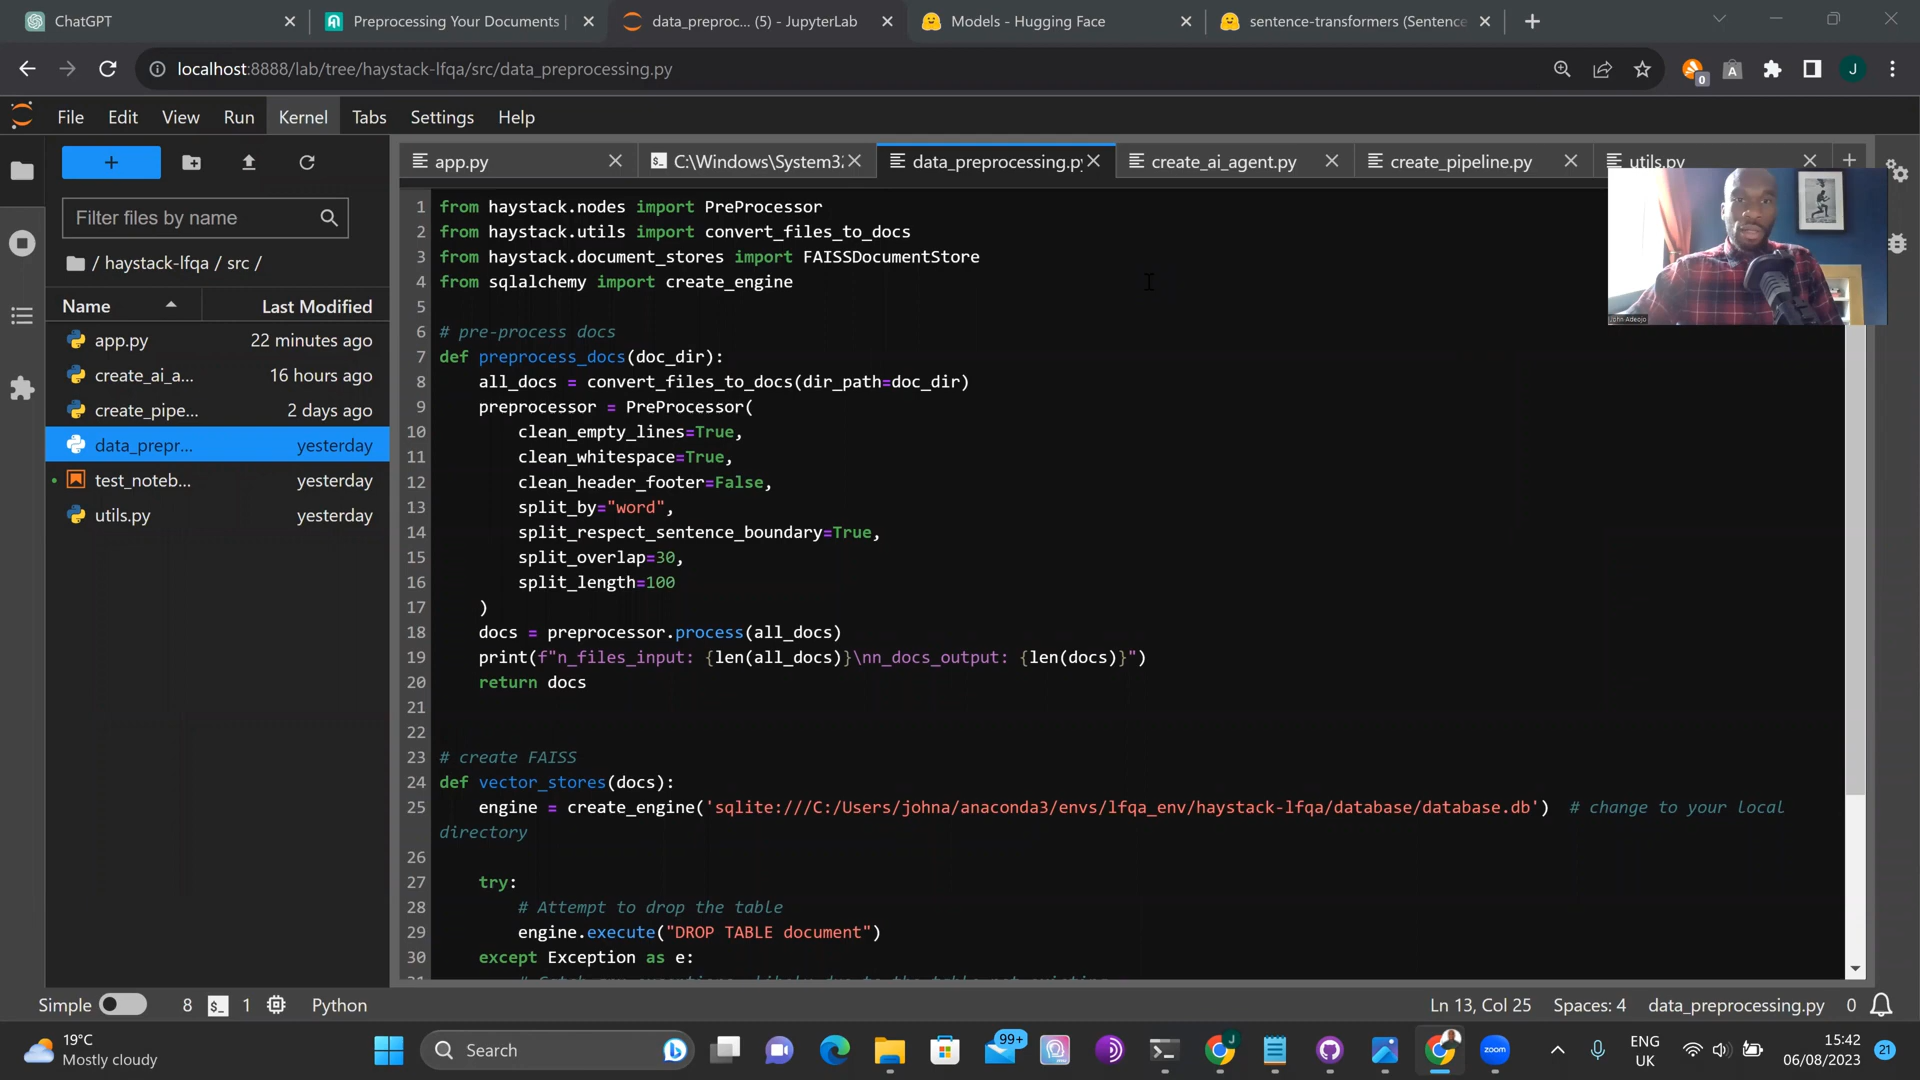 ChatGPT
Preprocessing Your Documents
data_preproc... (5) - JupyterLab
Models - Hugging Face
sentence-transformers (Sentence
localhost:8888/lab/tree/haystack-lfqa/src/data_preprocessing.py
0
A
J
File Edit View Run Kernel Tabs Settings Help
+
app.py
C:\Windows\System3
data_preprocessing.py
create_ai_agent.py
create_pipeline.py
utils.py
Filter files by name
/ haystack-lfqa / src /
Name Last Modified
app.py 22 minutes ago
create_ai_a... 16 hours ago
create_pipe... 2 days ago
data_prepr... yesterday
test_noteb... yesterday
utils.py yesterday
1 from haystack.nodes import PreProcessor
2 from haystack.utils import convert_files_to_docs
3 from haystack.document_stores import FAISSDocumentStore
4 from sqlalchemy import create_engine
5
6 # pre-process docs
7 def preprocess_docs(doc_dir):
8 all_docs = convert_files_to_docs(dir_path=doc_dir)
9 preprocessor = PreProcessor(
10 clean_empty_lines=True,
11 clean_whitespace=True,
12 clean_header_footer=False,
13 split_by="word",
14 split_respect_sentence_boundary=True,
15 split_overlap=30,
16 split_length=100
17 )
18 docs = preprocessor.process(all_docs)
19 print(f"n_files_input: {len(all_docs)}\nn_docs_output: {len(docs)}")
20 return docs
21
22
23 # create FAISS
24 def vector_stores(docs):
25 engine = create_engine('sqlite:///C:/Users/johna/anaconda3/envs/lfqa_env/haystack-lfqa/database/database.db') # change to your local
directory
26
27 try:
28 # Attempt to drop the table
29 engine.execute("DROP TABLE document")
30 except Exception as e:
John Adeojo
Simple 8 1 Python
Ln 13, Col 25 Spaces: 4 data_preprocessing.py 0
19°C
Mostly cloudy
Search
99+
J
zoom
ENG
UK
15:42
06/08/2023
21